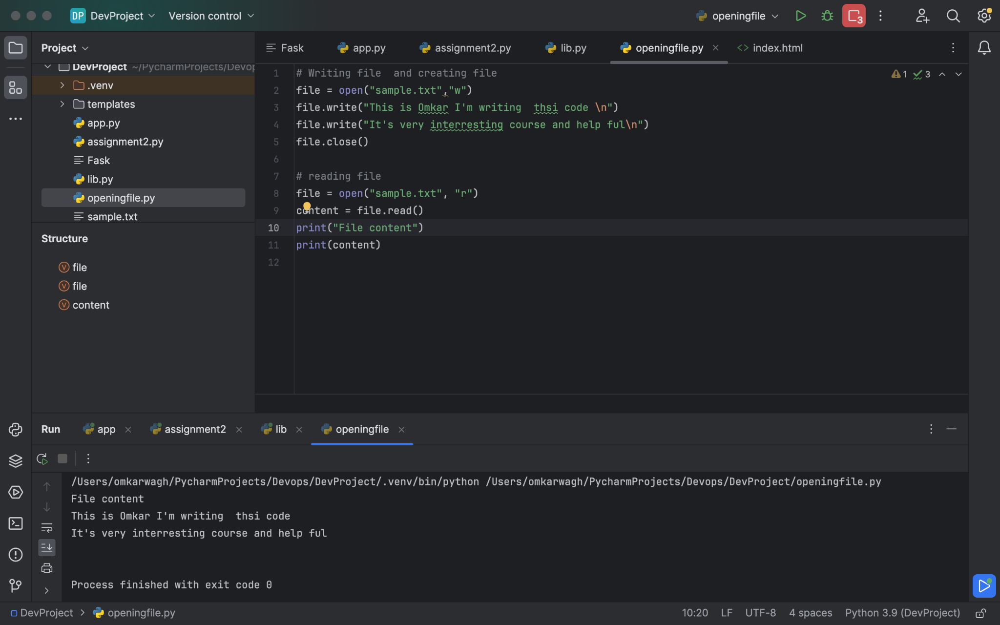 DP DevProject Version control openingfile 3
Project
DevProject ~/PycharmProjects/Devop
.venv
templates
app.py
assignment2.py
Fask
lib.py
openingfile.py
sample.txt
Structure
V file
V file
V content
Fask app.py assignment2.py lib.py openingfile.py index.html
1 3
1 # Writing file  and creating file
2 file = open("sample.txt","w")
3 file.write("This is Omkar I'm writing  thsi code \n")
4 file.write("It's very interresting course and help ful\n")
5 file.close()
6
7 # reading file
8 file = open("sample.txt", "r")
9 content = file.read()
10 print("File content")
11 print(content)
12
Run app assignment2 lib openingfile
/Users/omkarwagh/PycharmProjects/Devops/DevProject/.venv/bin/python /Users/omkarwagh/PycharmProjects/Devops/DevProject/openingfile.py
File content
This is Omkar I'm writing  thsi code
It's very interresting course and help ful
Process finished with exit code 0
DevProject > openingfile.py 10:20 LF UTF-8 4 spaces Python 3.9 (DevProject)